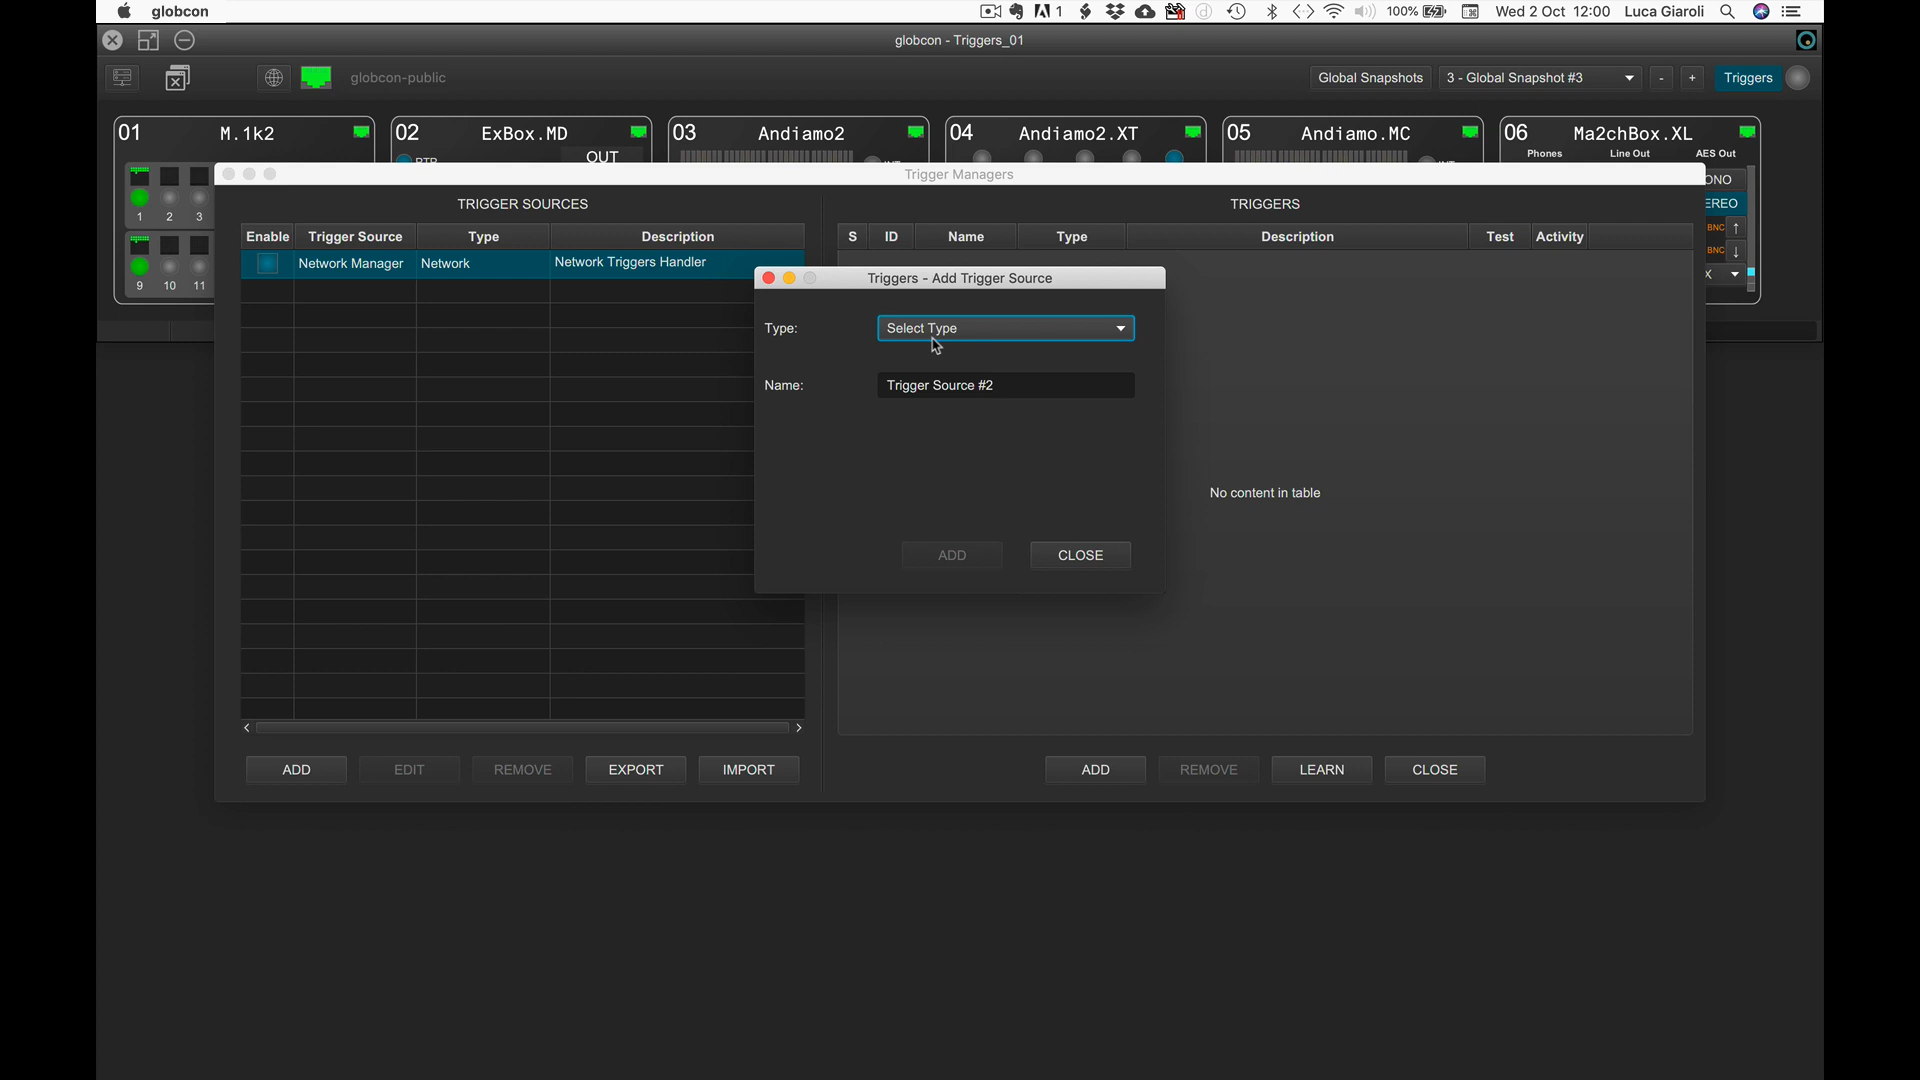 globcon 1 100% Wed 2 Oct 12:00 Luca Giaroli
globcon - Triggers_01
globcon-public Global Snapshots 3 - Global Snapshot #3 - + Triggers
01 M.1k2 02 ExBox.MD 03 Andiamo2 04 Andiamo2.XT 05 Andiamo.MC 06 Ma2chBox.XL
Phones Line Out AES Out
OUT
Trigger Managers
ONO
TRIGGER SOURCES TRIGGERS
EREO
1 2 3
BNC
Enable Trigger Source Type Description S ID Name Type Description Test Activity
BNC
Network Manager Network Network Triggers Handler
X
9 10 11
Triggers - Add Trigger Source
Type: Select Type
Name: Trigger Source #2
No content in table
ADD CLOSE
ADD EDIT REMOVE EXPORT IMPORT ADD REMOVE LEARN CLOSE